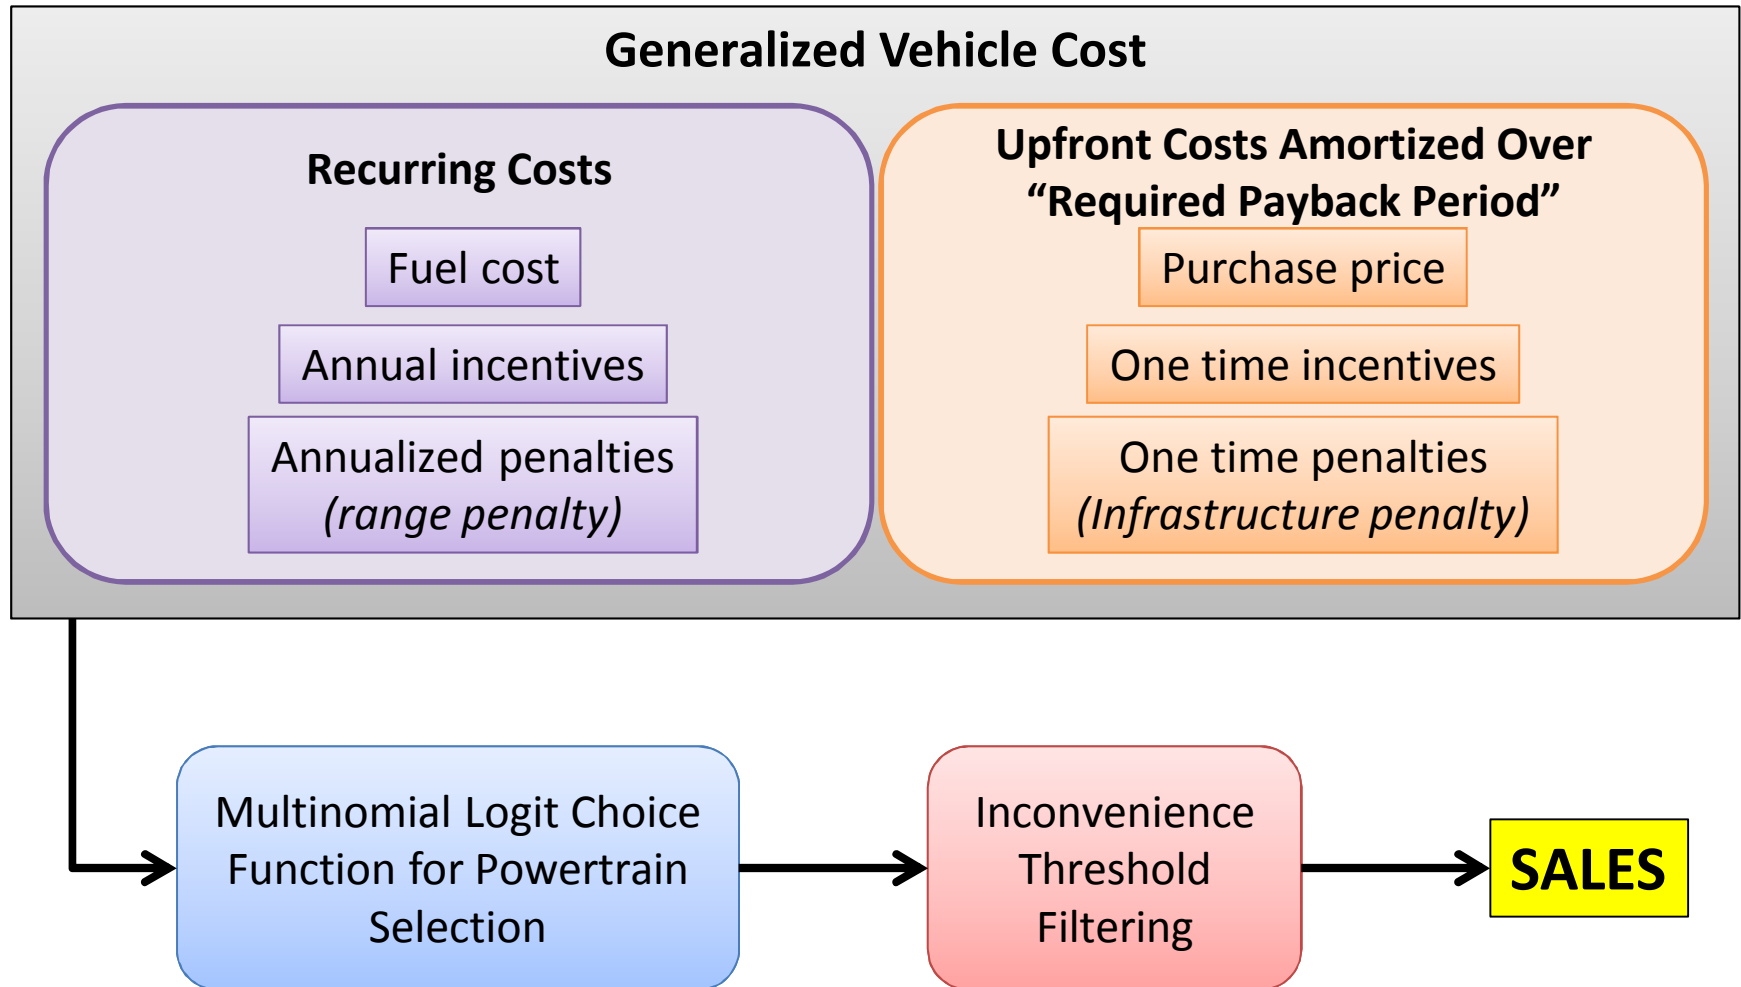 Generalized Vehicle Cost
Recurring Costs
Fuel cost
Annual incentives
Annualized penalties
(range penalty)
Upfront Costs Amortized Over
“Required Payback Period”
Purchase price
One time incentives
One time penalties
(Infrastructure penalty)
Multinomial Logit Choice
Function for Powertrain
Selection
Inconvenience
Threshold
Filtering
SALES